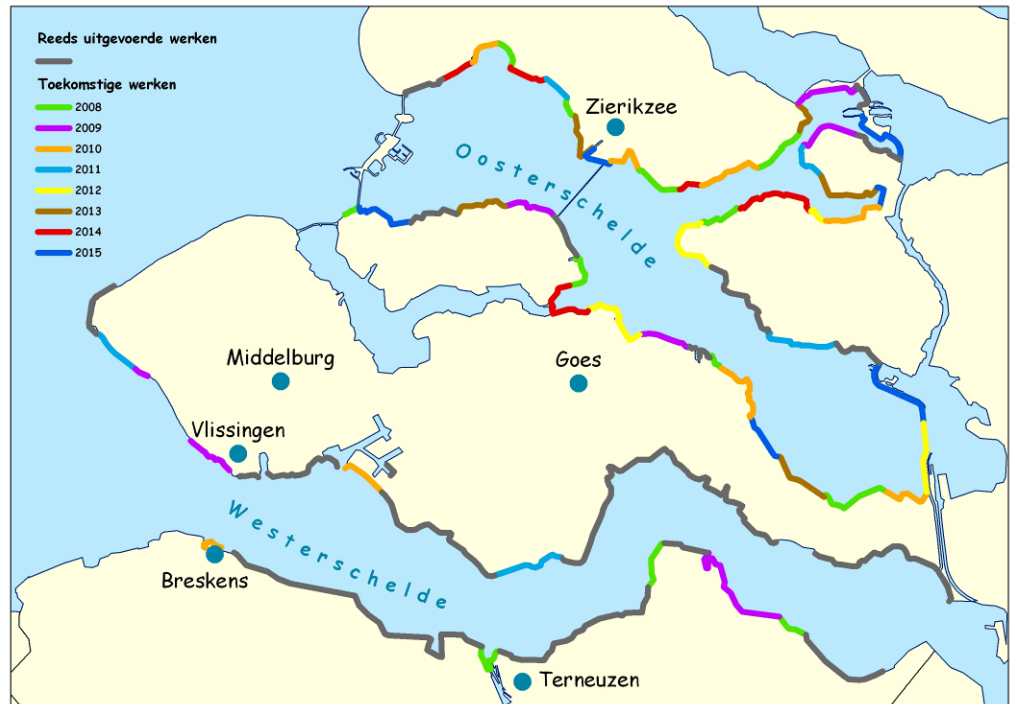 Reeds uitgevoerde werken
Toekomstige werken
2008
2009
2010
2011
2012
2013
2014
2015
Zierikzee
Oosterschelde
Middelburg
Goes
Vlissingen
Westerschelde
Breskens
Terneuzen